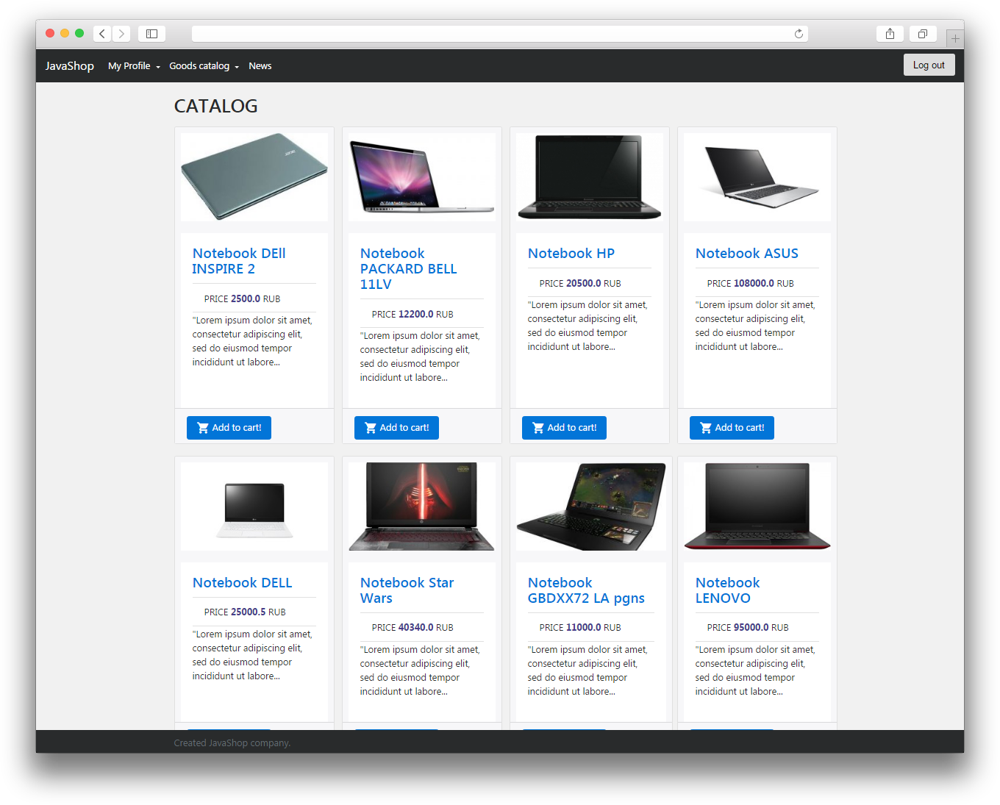 JavaShop My Profile Goods catalog News Log out
CATALOG
acer
Notebook DEll
INSPIRE 2
PRICE 2500.0 RUB
"Lorem ipsum dolor sit amet,
consectetur adipiscing elit,
sed do eiusmod tempor
incididunt ut labore...
Add to cart!
Notebook
PACKARD BELL
11LV
PRICE 12200.0 RUB
"Lorem ipsum dolor sit amet,
consectetur adipiscing elit,
sed do eiusmod tempor
incididunt ut labore...
Add to cart!
Notebook HP
PRICE 20500.0 RUB
"Lorem ipsum dolor sit amet,
consectetur adipiscing elit,
sed do eiusmod tempor
incididunt ut labore...
Add to cart!
Notebook ASUS
PRICE 108000.0 RUB
"Lorem ipsum dolor sit amet,
consectetur adipiscing elit,
sed do eiusmod tempor
incididunt ut labore...
Add to cart!
Notebook DELL
PRICE 25000.5 RUB
"Lorem ipsum dolor sit amet,
consectetur adipiscing elit,
sed do eiusmod tempor
incididunt ut labore...
Notebook Star
Wars
PRICE 40340.0 RUB
"Lorem ipsum dolor sit amet,
consectetur adipiscing elit,
sed do eiusmod tempor
incididunt ut labore...
Notebook
GBDXX72 LA pgns
PRICE 11000.0 RUB
"Lorem ipsum dolor sit amet,
consectetur adipiscing elit,
sed do eiusmod tempor
incididunt ut labore...
Notebook
LENOVO
PRICE 95000.0 RUB
"Lorem ipsum dolor sit amet,
consectetur adipiscing elit,
sed do eiusmod tempor
incididunt ut labore...
Created JavaShop company.